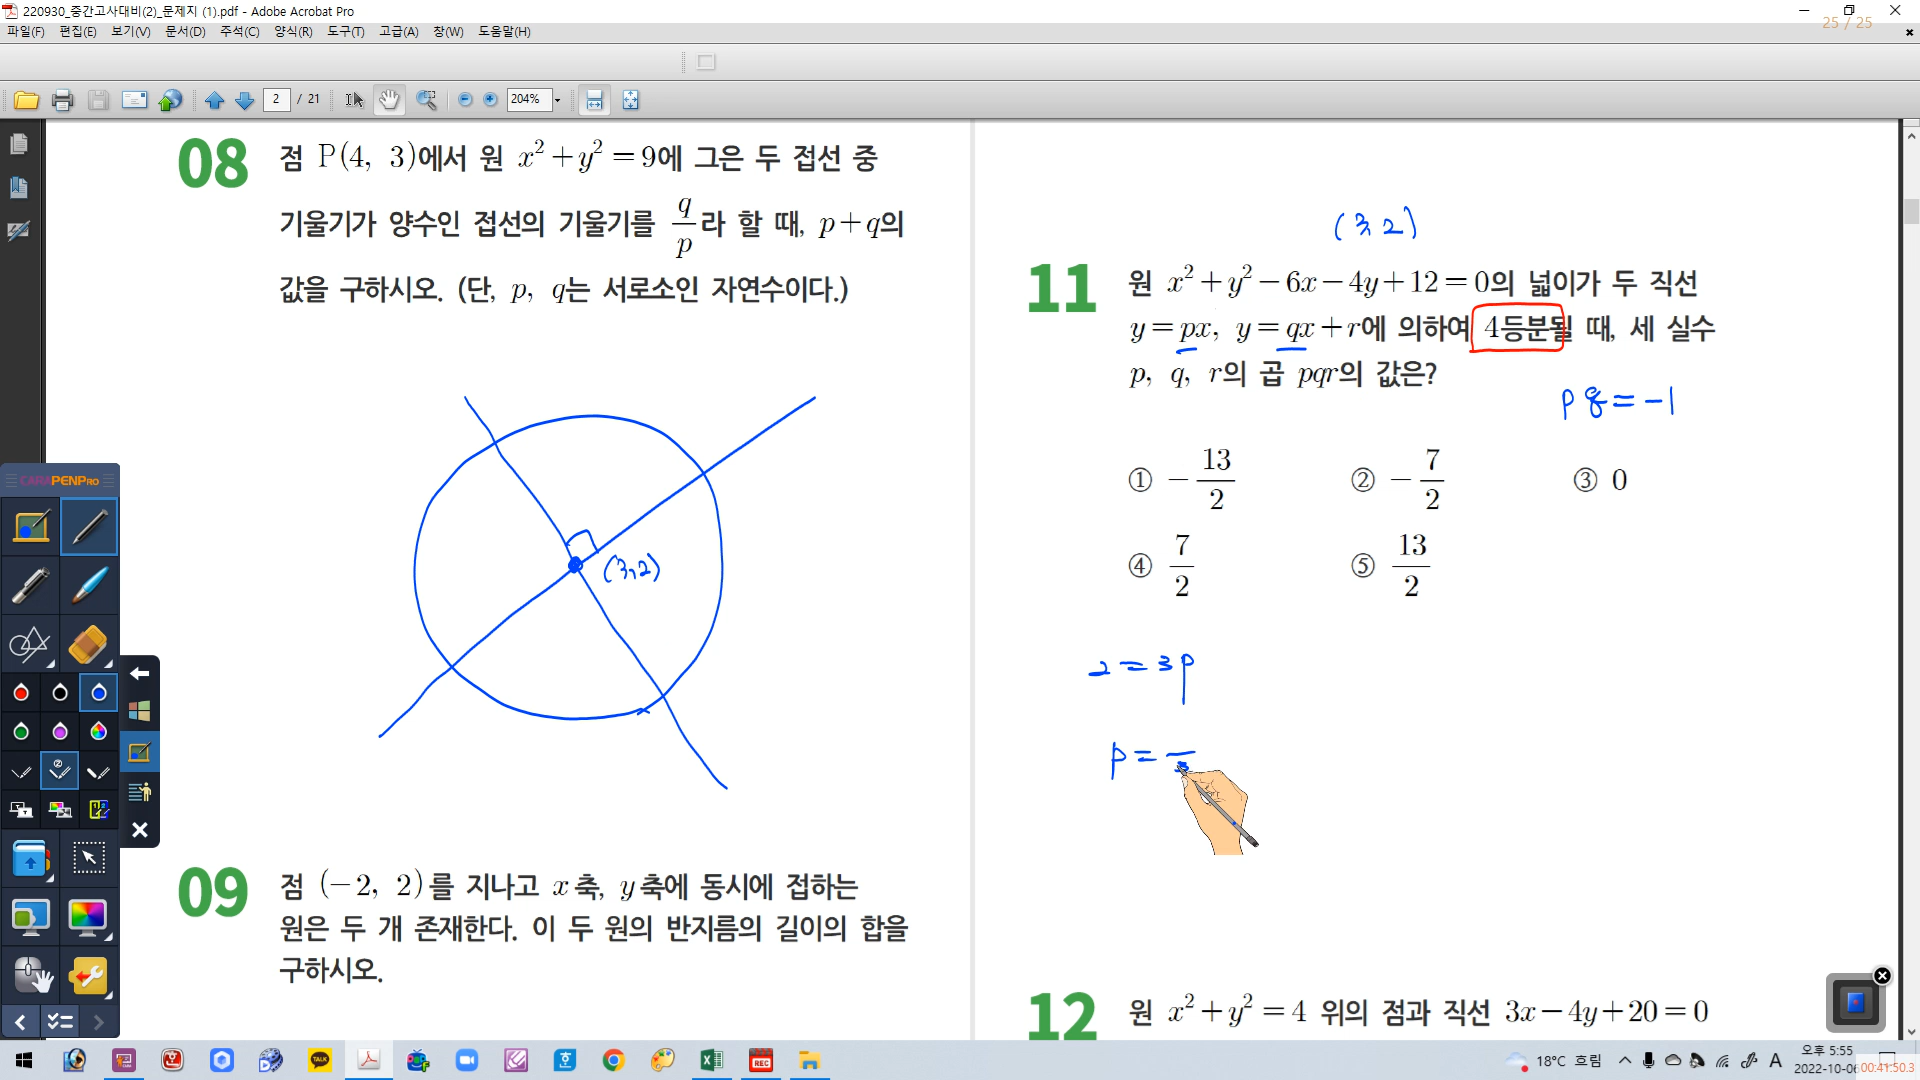 220930_중간고사대비(2)_문제지 (1).pdf - Adobe Acrobat Pro
25 / 25
파일(F) 편집(E) 보기(V) 문서(D) 주석(C) 양식(R) 도구(T) 고급(A) 창(W) 도움말(H)
2 / 21
204%
08
점 P(4, 3)에서 원 x²+y²=9에 그은 두 접선 중
기울기가 양수인 접선의 기울기를 q/p라 할 때, p+q의
값을 구하시오. (단, p, q는 서로소인 자연수이다.)
(3,2)
09
점 (−2, 2)를 지나고 x축, y축에 동시에 접하는
원은 두 개 존재한다. 이 두 원의 반지름의 길이의 합을
구하시오.
(3, 2)
11
원 x²+y²−6x−4y+12=0의 넓이가 두 직선
y=px, y=qx+r에 의하여 4등분될 때, 세 실수
p, q, r의 곱 pqr의 값은?
pq=-1
① −13/2 ② −7/2 ③ 0
④ 7/2 ⑤ 13/2
2=3p
p= /3
12
원 x²+y²=4 위의 점과 직선 3x−4y+20=0
CARAPENPRO
TALK
REC
18°C 흐림
A
오후 5:55
2022-10-06
00:41:50.3